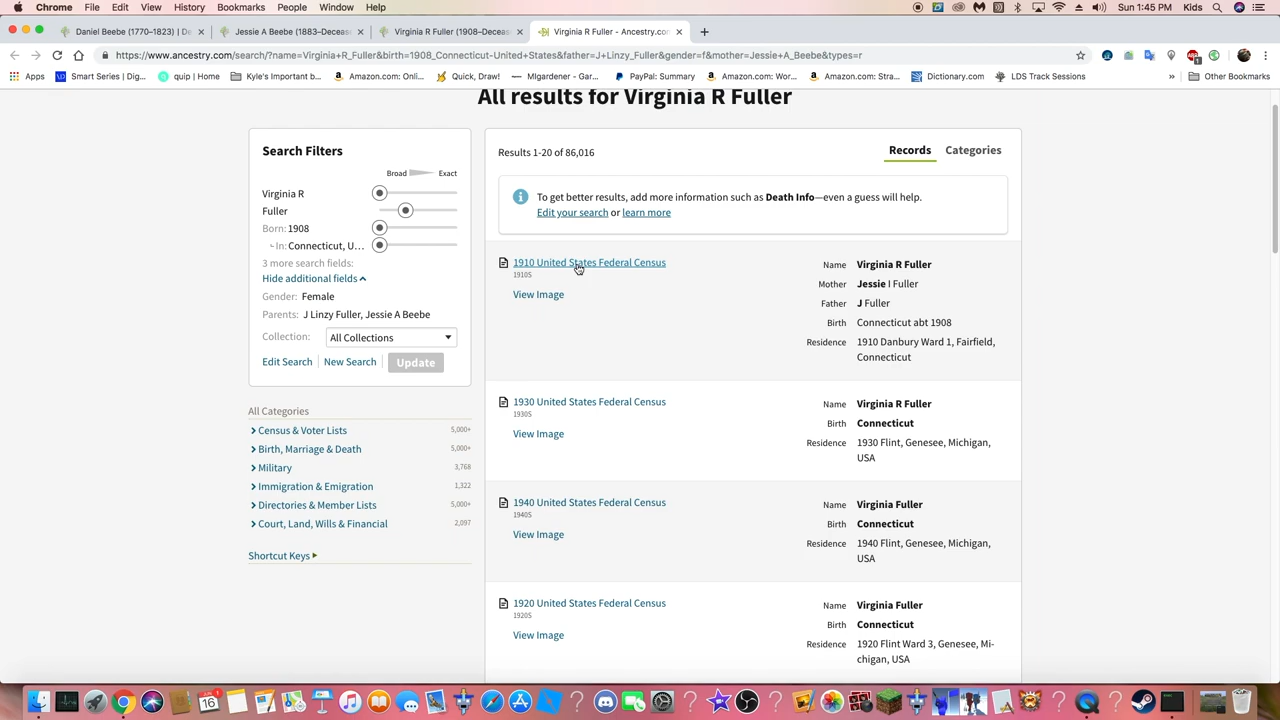 Chrome File Edit View History Bookmarks People Window Help
Sun 1:45 PM Kids
Daniel Beebe (1770–1823) | De
Jessie A Beebe (1883–Deceas
Virginia R Fuller (1908–Deceas
Virginia R Fuller - Ancestry.co
https://www.ancestry.com/search/?name=Virginia+R_Fuller&birth=1908_Connecticut-United+States&father=J+Linzy_Fuller&gender=f&mother=Jessie+A_Beebe&types=r
Apps Smart Series | Dig... quip | Home Kyle's Important b... Amazon.com: Onli... Quick, Draw! MIgardener - Gar... PayPal: Summary Amazon.com: Wor... Amazon.com: Stra... Dictionary.com LDS Track Sessions » Other Bookmarks
All results for Virginia R Fuller
Search Filters
Broad Exact
Virginia R
Fuller
Born: 1908
In: Connecticut, U...
3 more search fields:
Hide additional fields
Gender: Female
Parents: J Linzy Fuller, Jessie A Beebe
Collection: All Collections
Edit Search New Search Update
All Categories
Census & Voter Lists 5,000+
Birth, Marriage & Death 5,000+
Military 3,768
Immigration & Emigration 1,322
Directories & Member Lists 5,000+
Court, Land, Wills & Financial 2,097
Shortcut Keys
Results 1-20 of 86,016
Records Categories
To get better results, add more information such as Death Info—even a guess will help.
Edit your search or learn more
1910 United States Federal Census
1910S
View Image
Name Virginia R Fuller
Mother Jessie I Fuller
Father J Fuller
Birth Connecticut abt 1908
Residence 1910 Danbury Ward 1, Fairfield,
Connecticut
1930 United States Federal Census
1930S
View Image
Name Virginia R Fuller
Birth Connecticut
Residence 1930 Flint, Genesee, Michigan,
USA
1940 United States Federal Census
1940S
View Image
Name Virginia Fuller
Birth Connecticut
Residence 1940 Flint, Genesee, Michigan,
USA
1920 United States Federal Census
1920S
View Image
Name Virginia Fuller
Birth Connecticut
Residence 1920 Flint Ward 3, Genesee, Mi-
chigan, USA